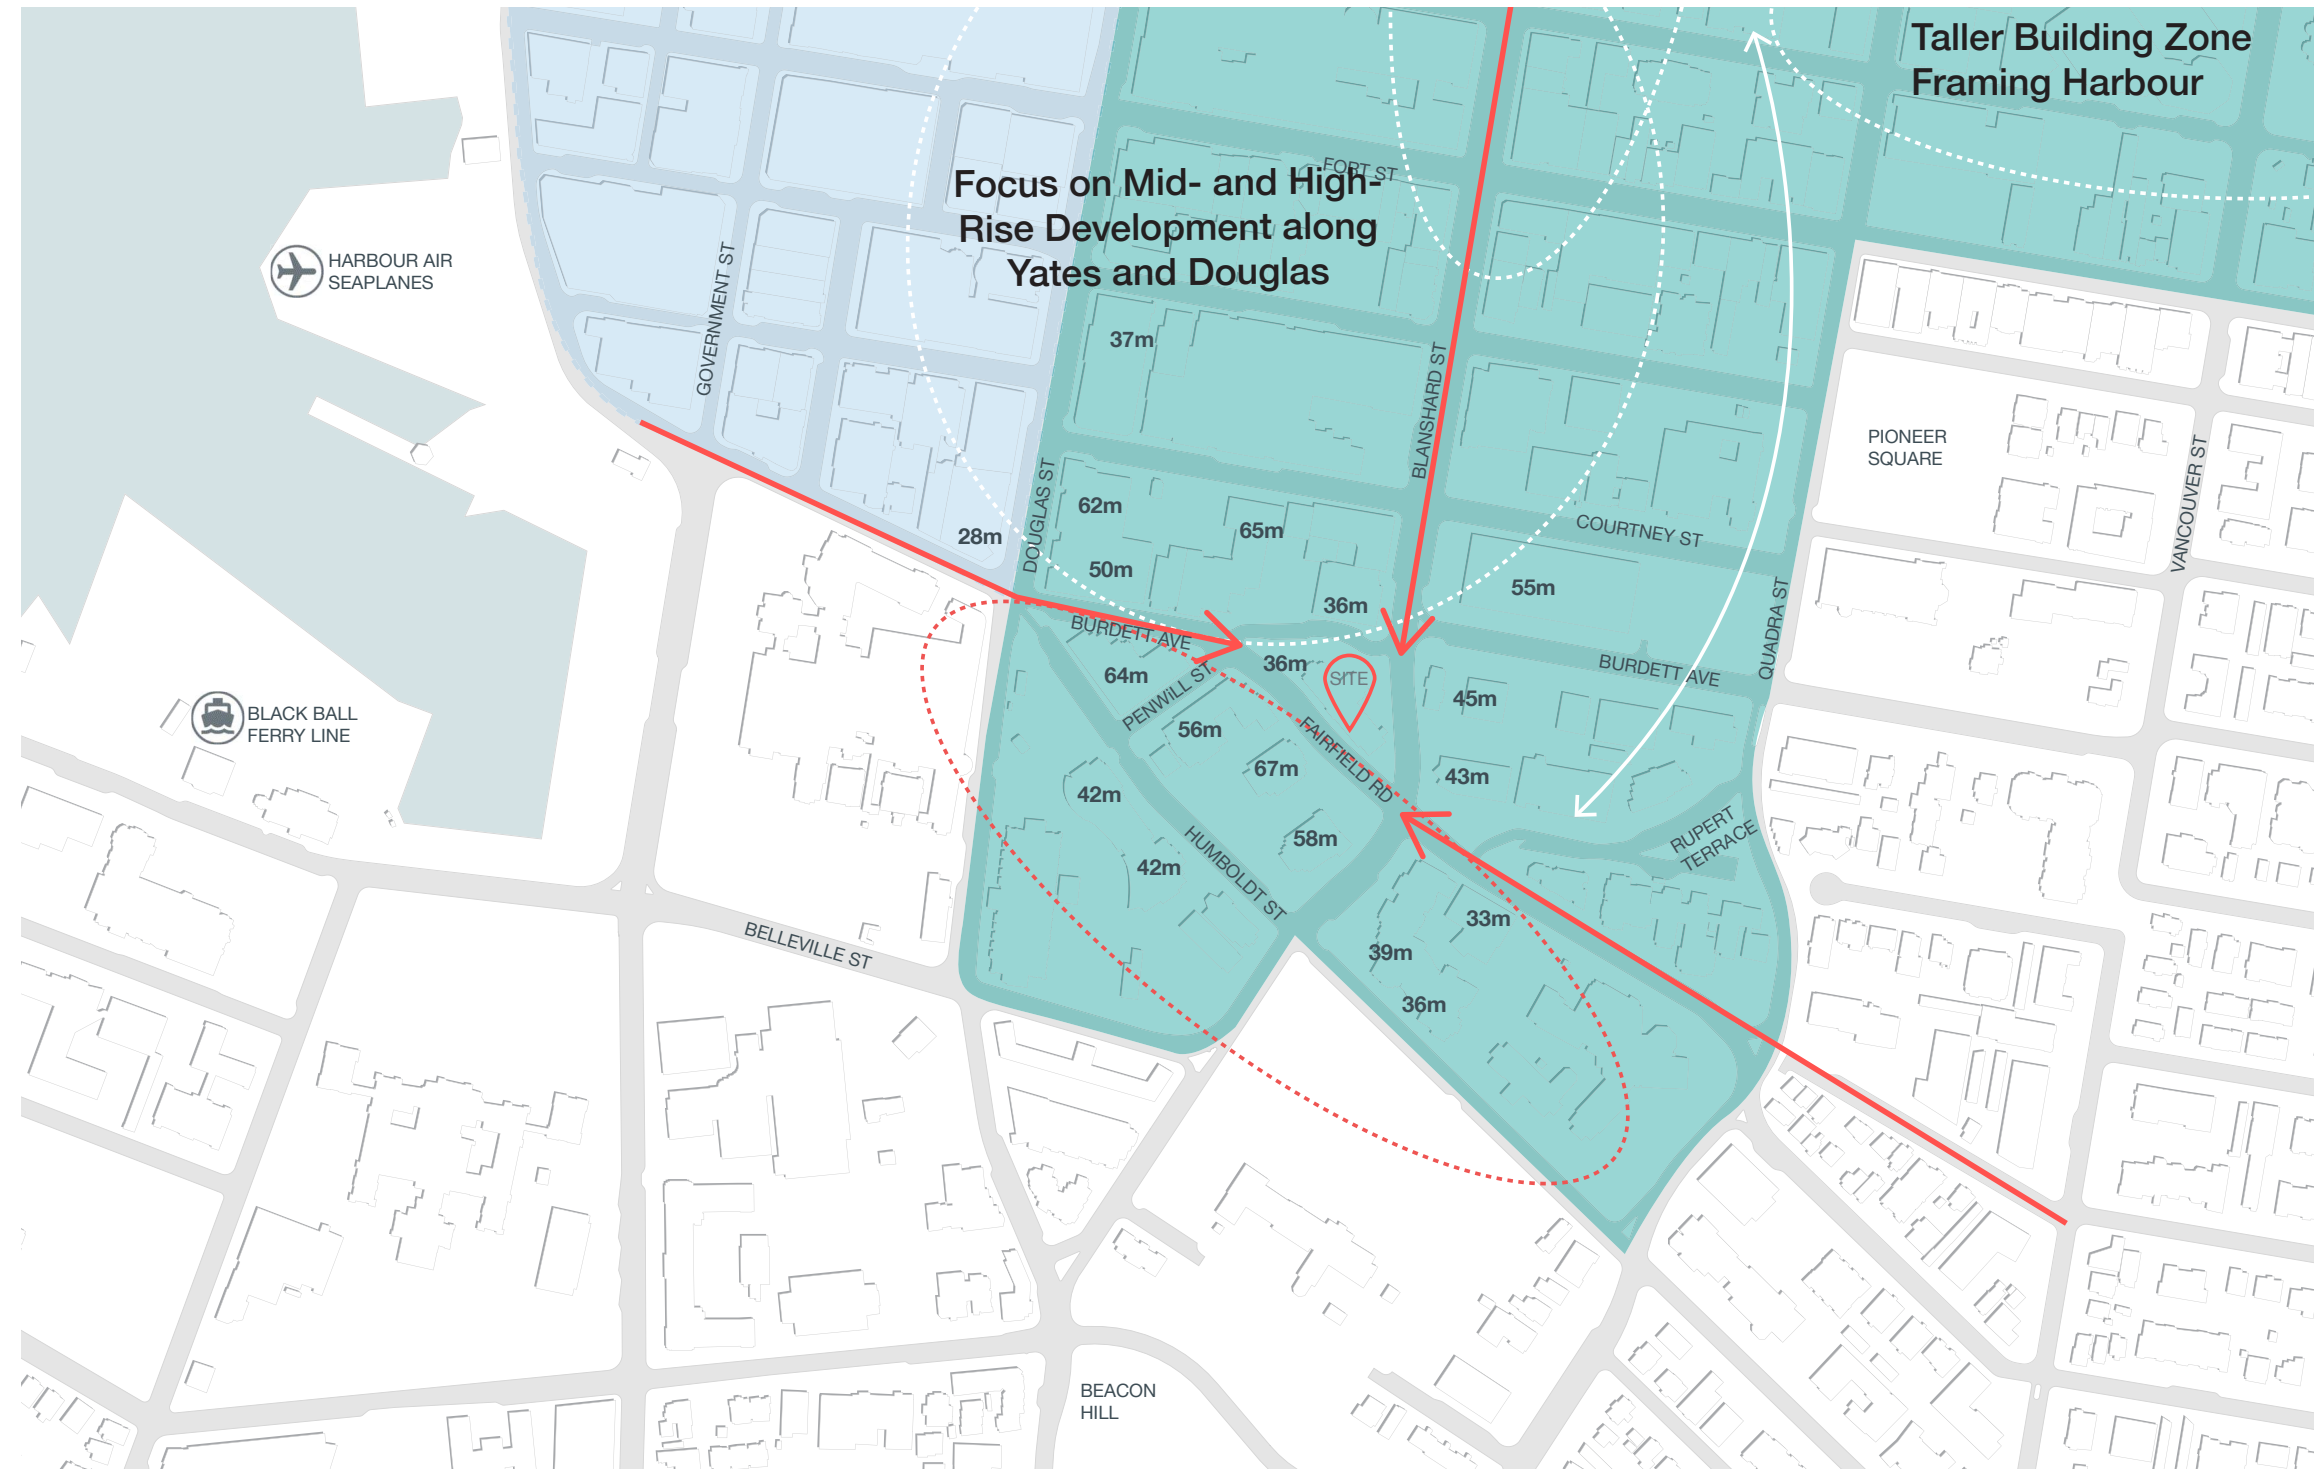 Taller Building Zone
Framing Harbour
FORT ST
Focus on Mid- and High-
Rise Development along
Yates and Douglas
HARBOUR AIR
SEAPLANES
GOVERNMENT ST
37m
BLANSHARD ST
PIONEER
SQUARE
VANCOUVER ST
DOUGLAS ST
62m
65m
28m
COURTNEY ST
50m
55m
36m
QUADRA ST
BURDETT AVE
36m
BURDETT AVE
64m
SITE
PENWiLL ST
45m
BLACK BALL
FERRY LINE
56m
FAIRFIELD RD
67m
43m
42m
58m
RUPERT
TERRACE
42m
HUMBOLDT ST
33m
BELLEVILLE ST
39m
36m
BEACON
HILL